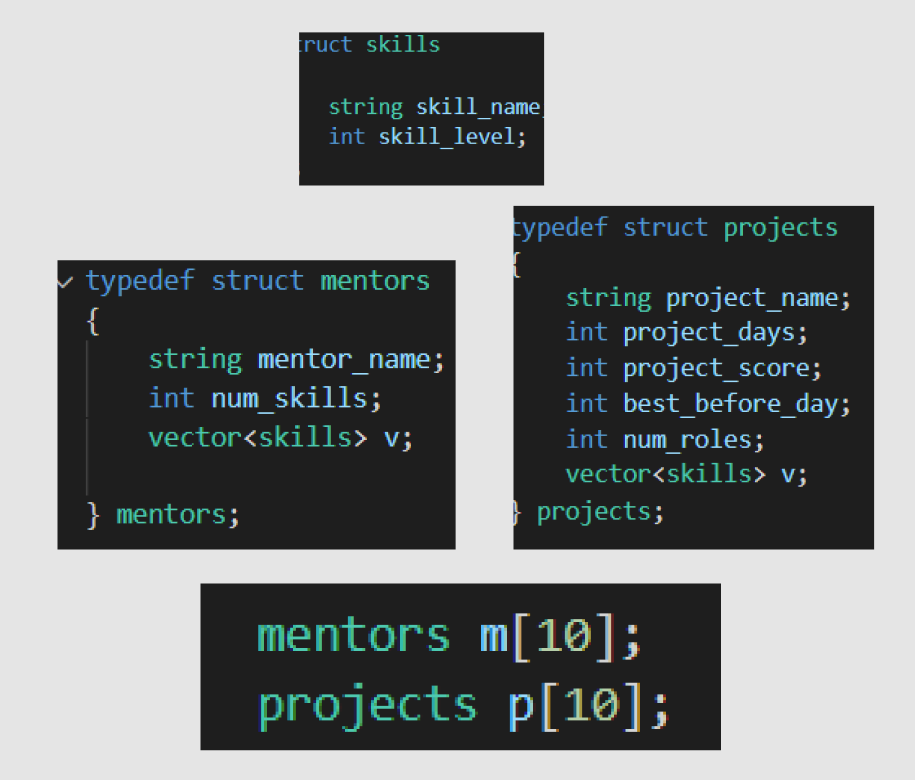 ruct skills
string skill_name;
int skill_level;
typedef struct mentors
{
string mentor_name;
int num_skills;
vector<skills> v;
} mentors;
typedef struct projects
{
string project_name;
int project_days;
int project_score;
int best_before_day;
int num_roles;
vector<skills> v;
} projects;
mentors m[10];
projects p[10];